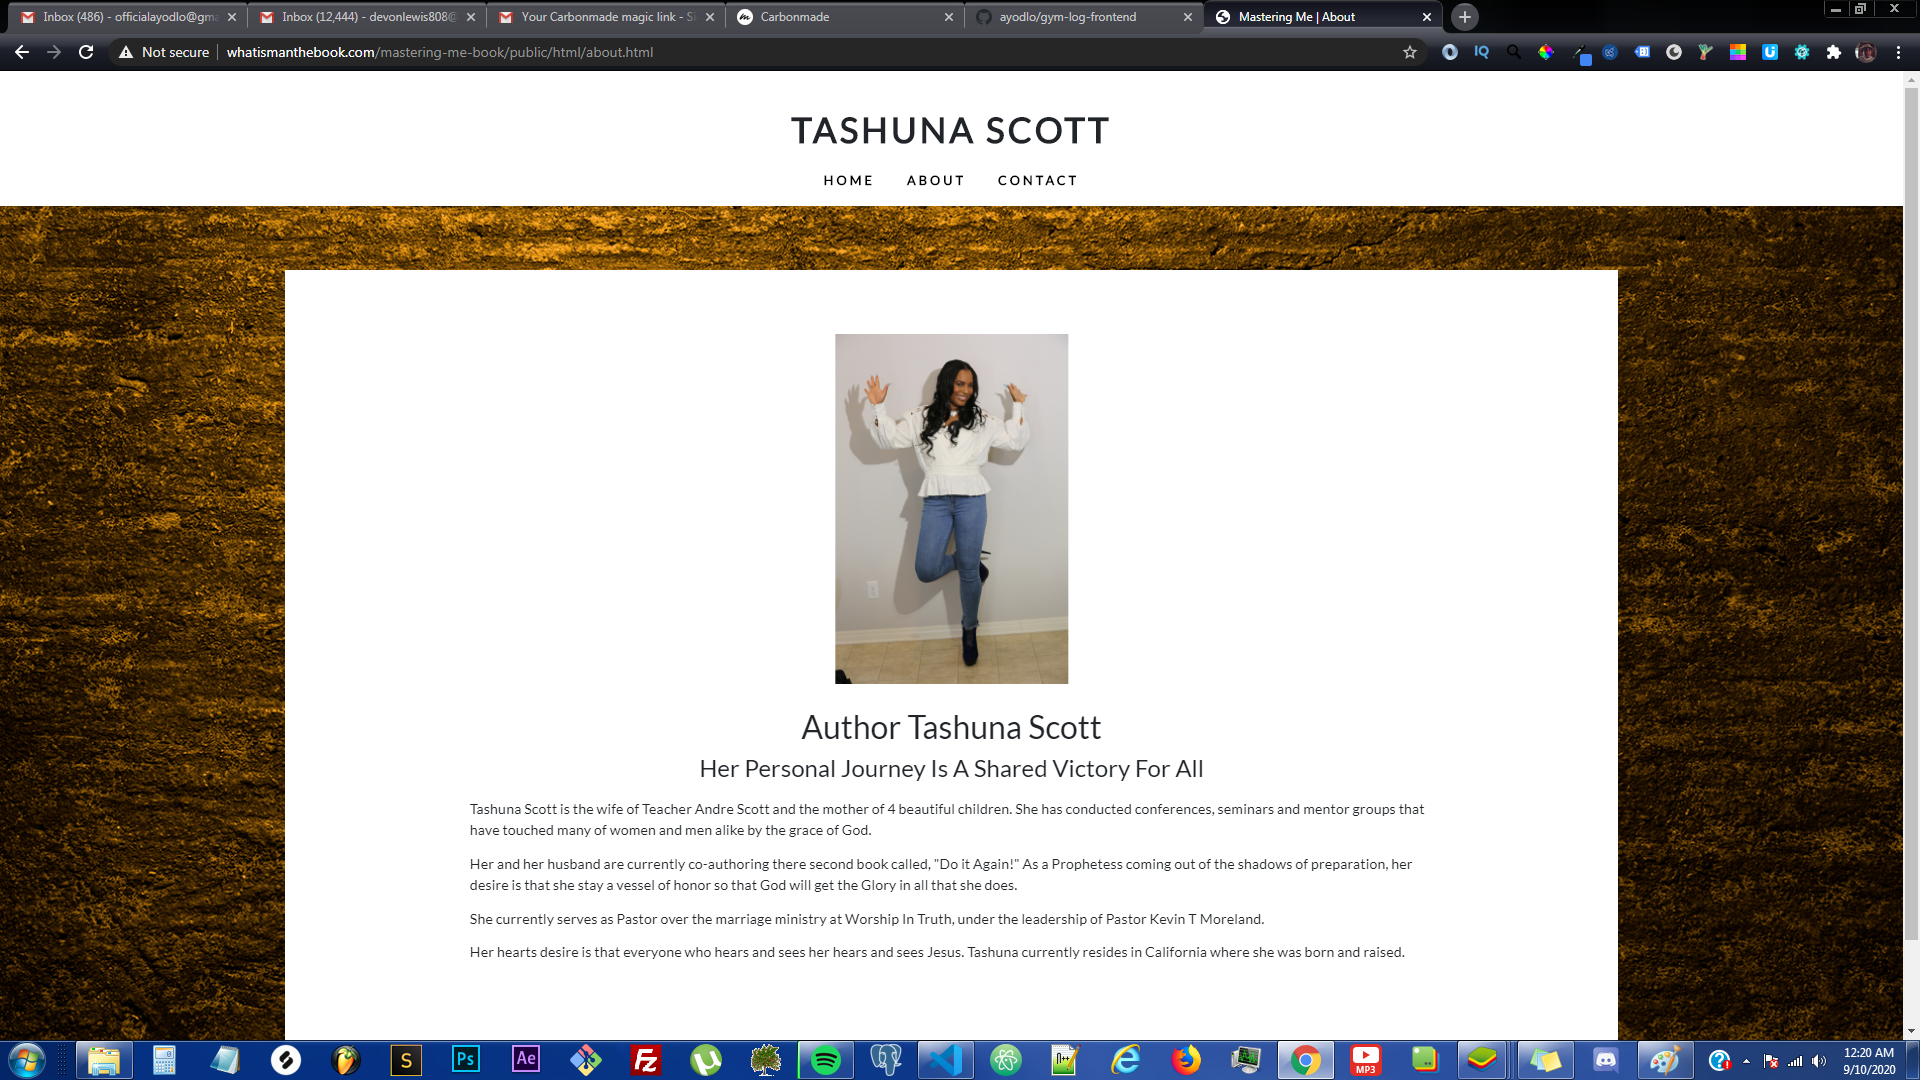 Inbox (486) - officialayodlo@gma
Inbox (12,444) - devonlewis808@
Your Carbonmade magic link - Si
Carbonmade
ayodlo/gym-log-frontend
Mastering Me | About
Not secure
whatismanthebook.com/mastering-me-book/public/html/about.html
IQ
TASHUNA SCOTT
HOME
ABOUT
CONTACT
Author Tashuna Scott
Her Personal Journey Is A Shared Victory For All
Tashuna Scott is the wife of Teacher Andre Scott and the mother of 4 beautiful children. She has conducted conferences, seminars and mentor groups that
have touched many of women and men alike by the grace of God.
Her and her husband are currently co-authoring there second book called, "Do it Again!" As a Prophetess coming out of the shadows of preparation, her
desire is that she stay a vessel of honor so that God will get the Glory in all that she does.
She currently serves as Pastor over the marriage ministry at Worship In Truth, under the leadership of Pastor Kevin T Moreland.
Her hearts desire is that everyone who hears and sees her hears and sees Jesus. Tashuna currently resides in California where she was born and raised.
S
Ps
Ae
Fz
MP3
12:20 AM
9/10/2020